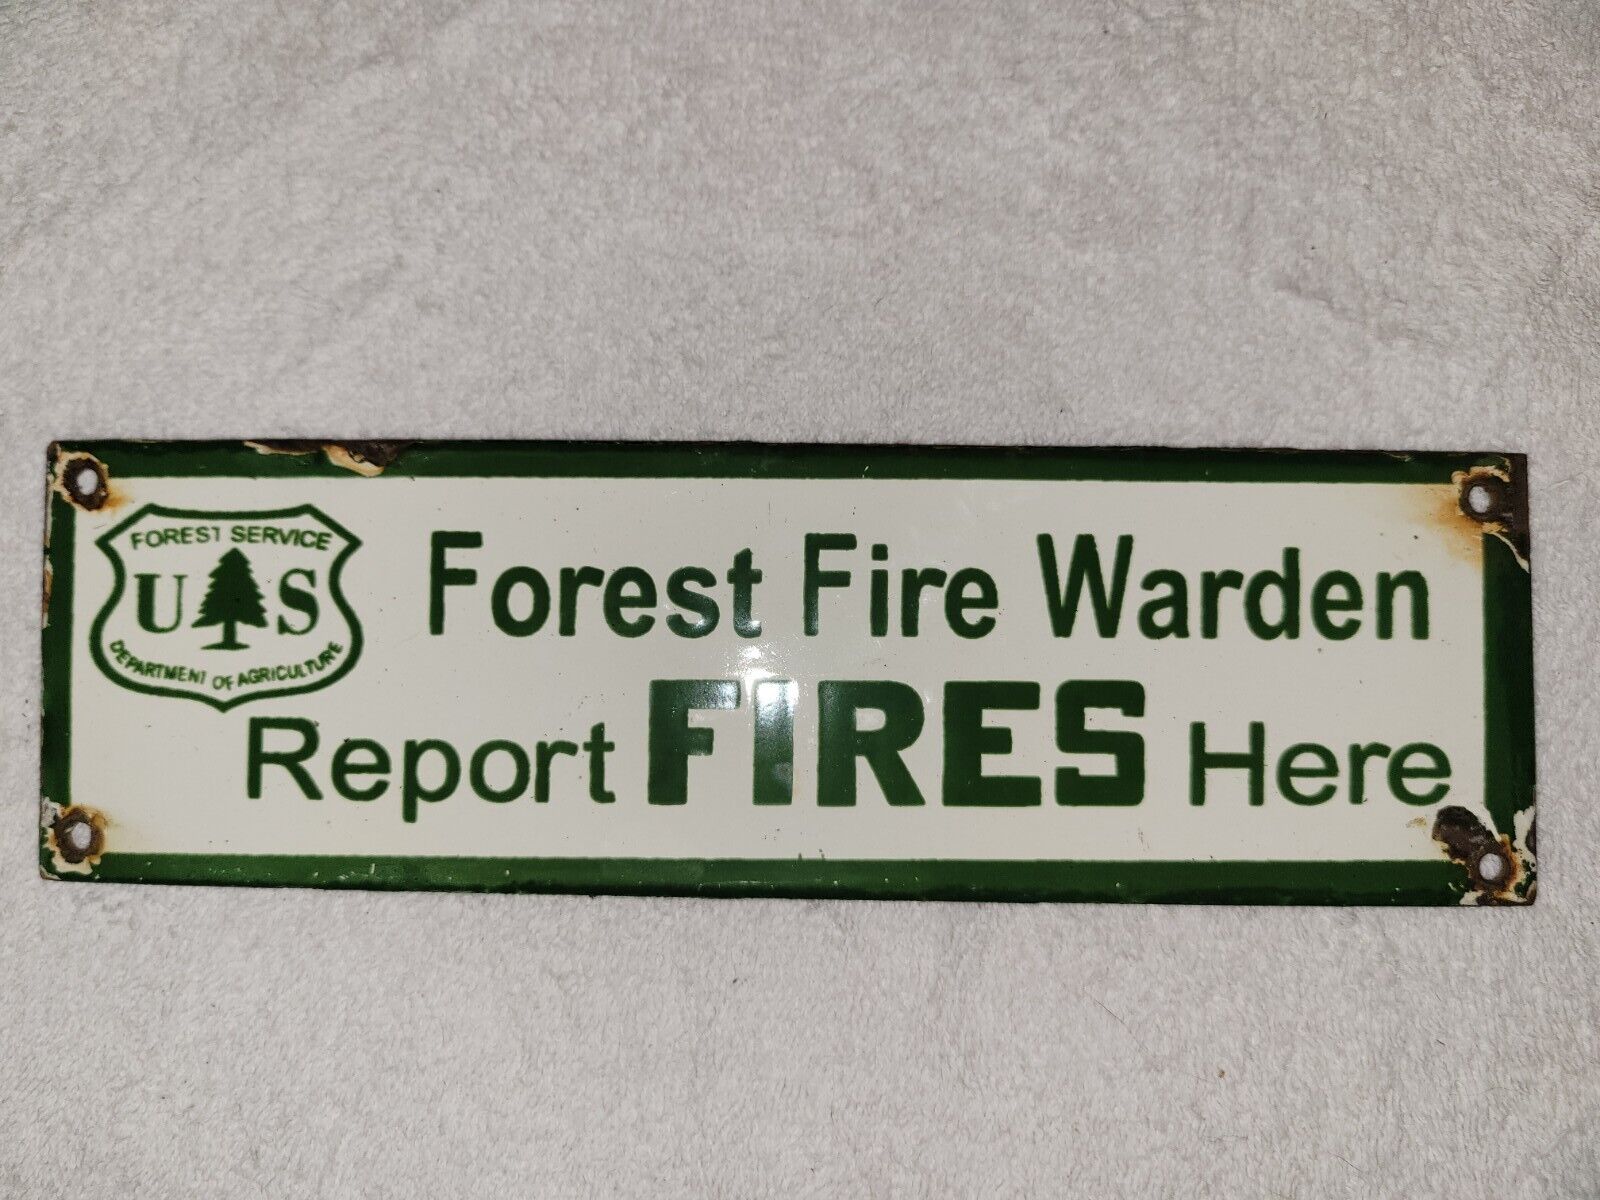 FOREST SERVICE
U S
DEPARTMENT OF AGRICULTURE
Forest Fire Warden
Report FIRES Here